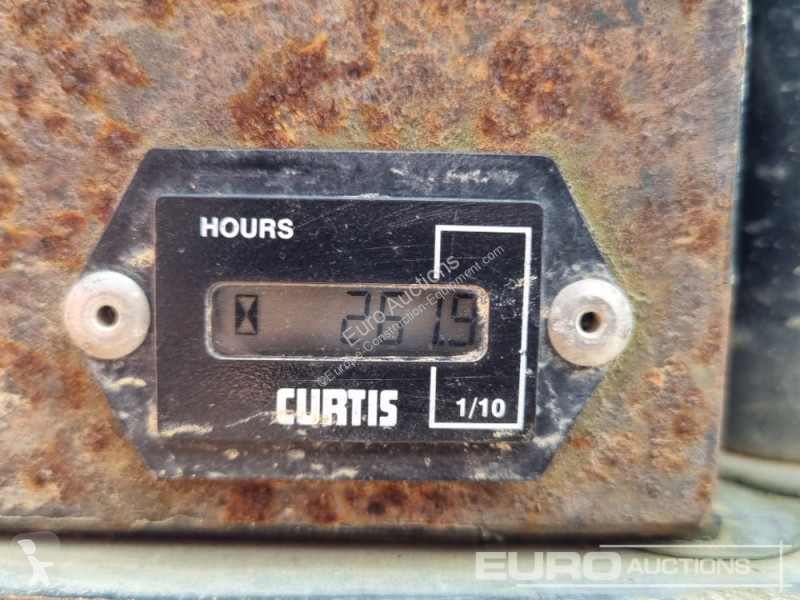 HOURS
251.9
CURTIS
1/10
Euro Auctions
©Europe-Construction-Equipment.com
EURO AUCTIONS